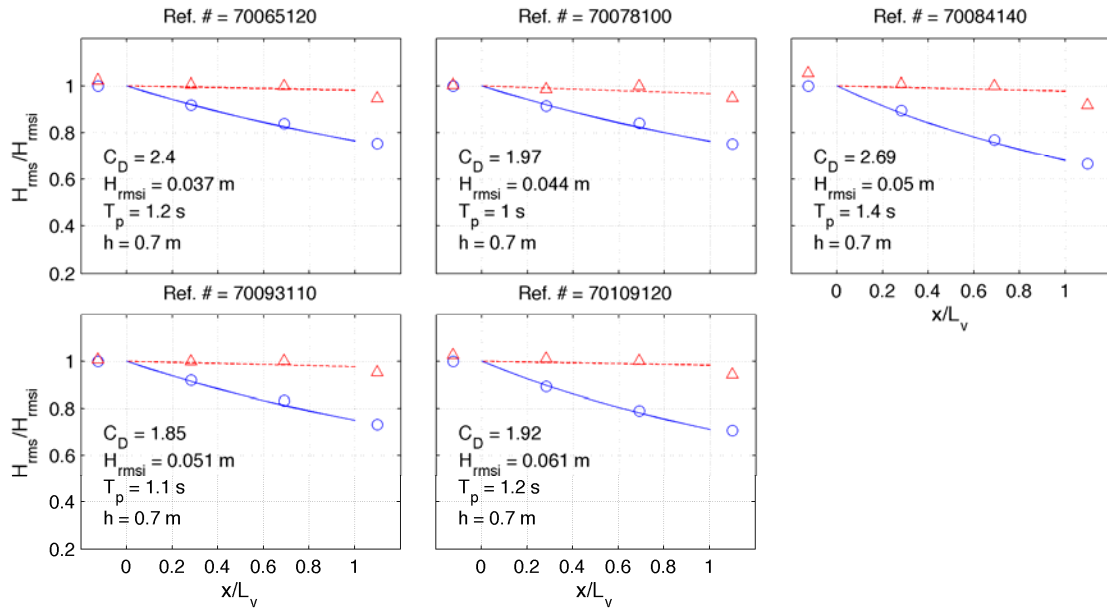 Ref. # = 70065120
Ref. # = 70078100
Ref. # = 70084140
H_rms/H_rmsi
1
0.8
0.6
0.4
0.2
C_D = 2.4
H_rmsi = 0.037 m
T_p = 1.2 s
h = 0.7 m
C_D = 1.97
H_rmsi = 0.044 m
T_p = 1 s
h = 0.7 m
C_D = 2.69
H_rmsi = 0.05 m
T_p = 1.4 s
h = 0.7 m
0 0.2 0.4 0.6 0.8 1
x/L_v
Ref. # = 70093110
Ref. # = 70109120
H_rms/H_rmsi
1
0.8
0.6
0.4
0.2
C_D = 1.85
H_rmsi = 0.051 m
T_p = 1.1 s
h = 0.7 m
C_D = 1.92
H_rmsi = 0.061 m
T_p = 1.2 s
h = 0.7 m
0 0.2 0.4 0.6 0.8 1
x/L_v
0 0.2 0.4 0.6 0.8 1
x/L_v